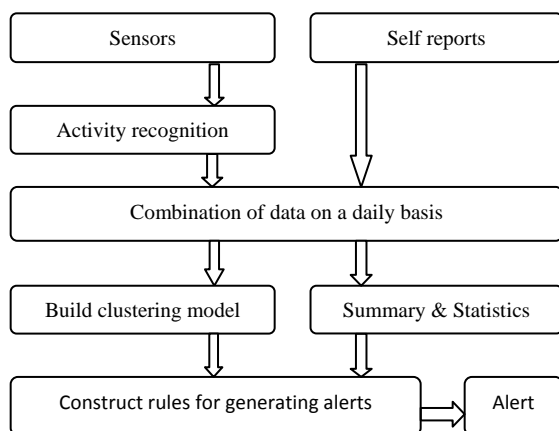 Sensors
Self reports
Activity recognition
Combination of data on a daily basis
Build clustering model
Summary & Statistics
Construct rules for generating alerts
Alert